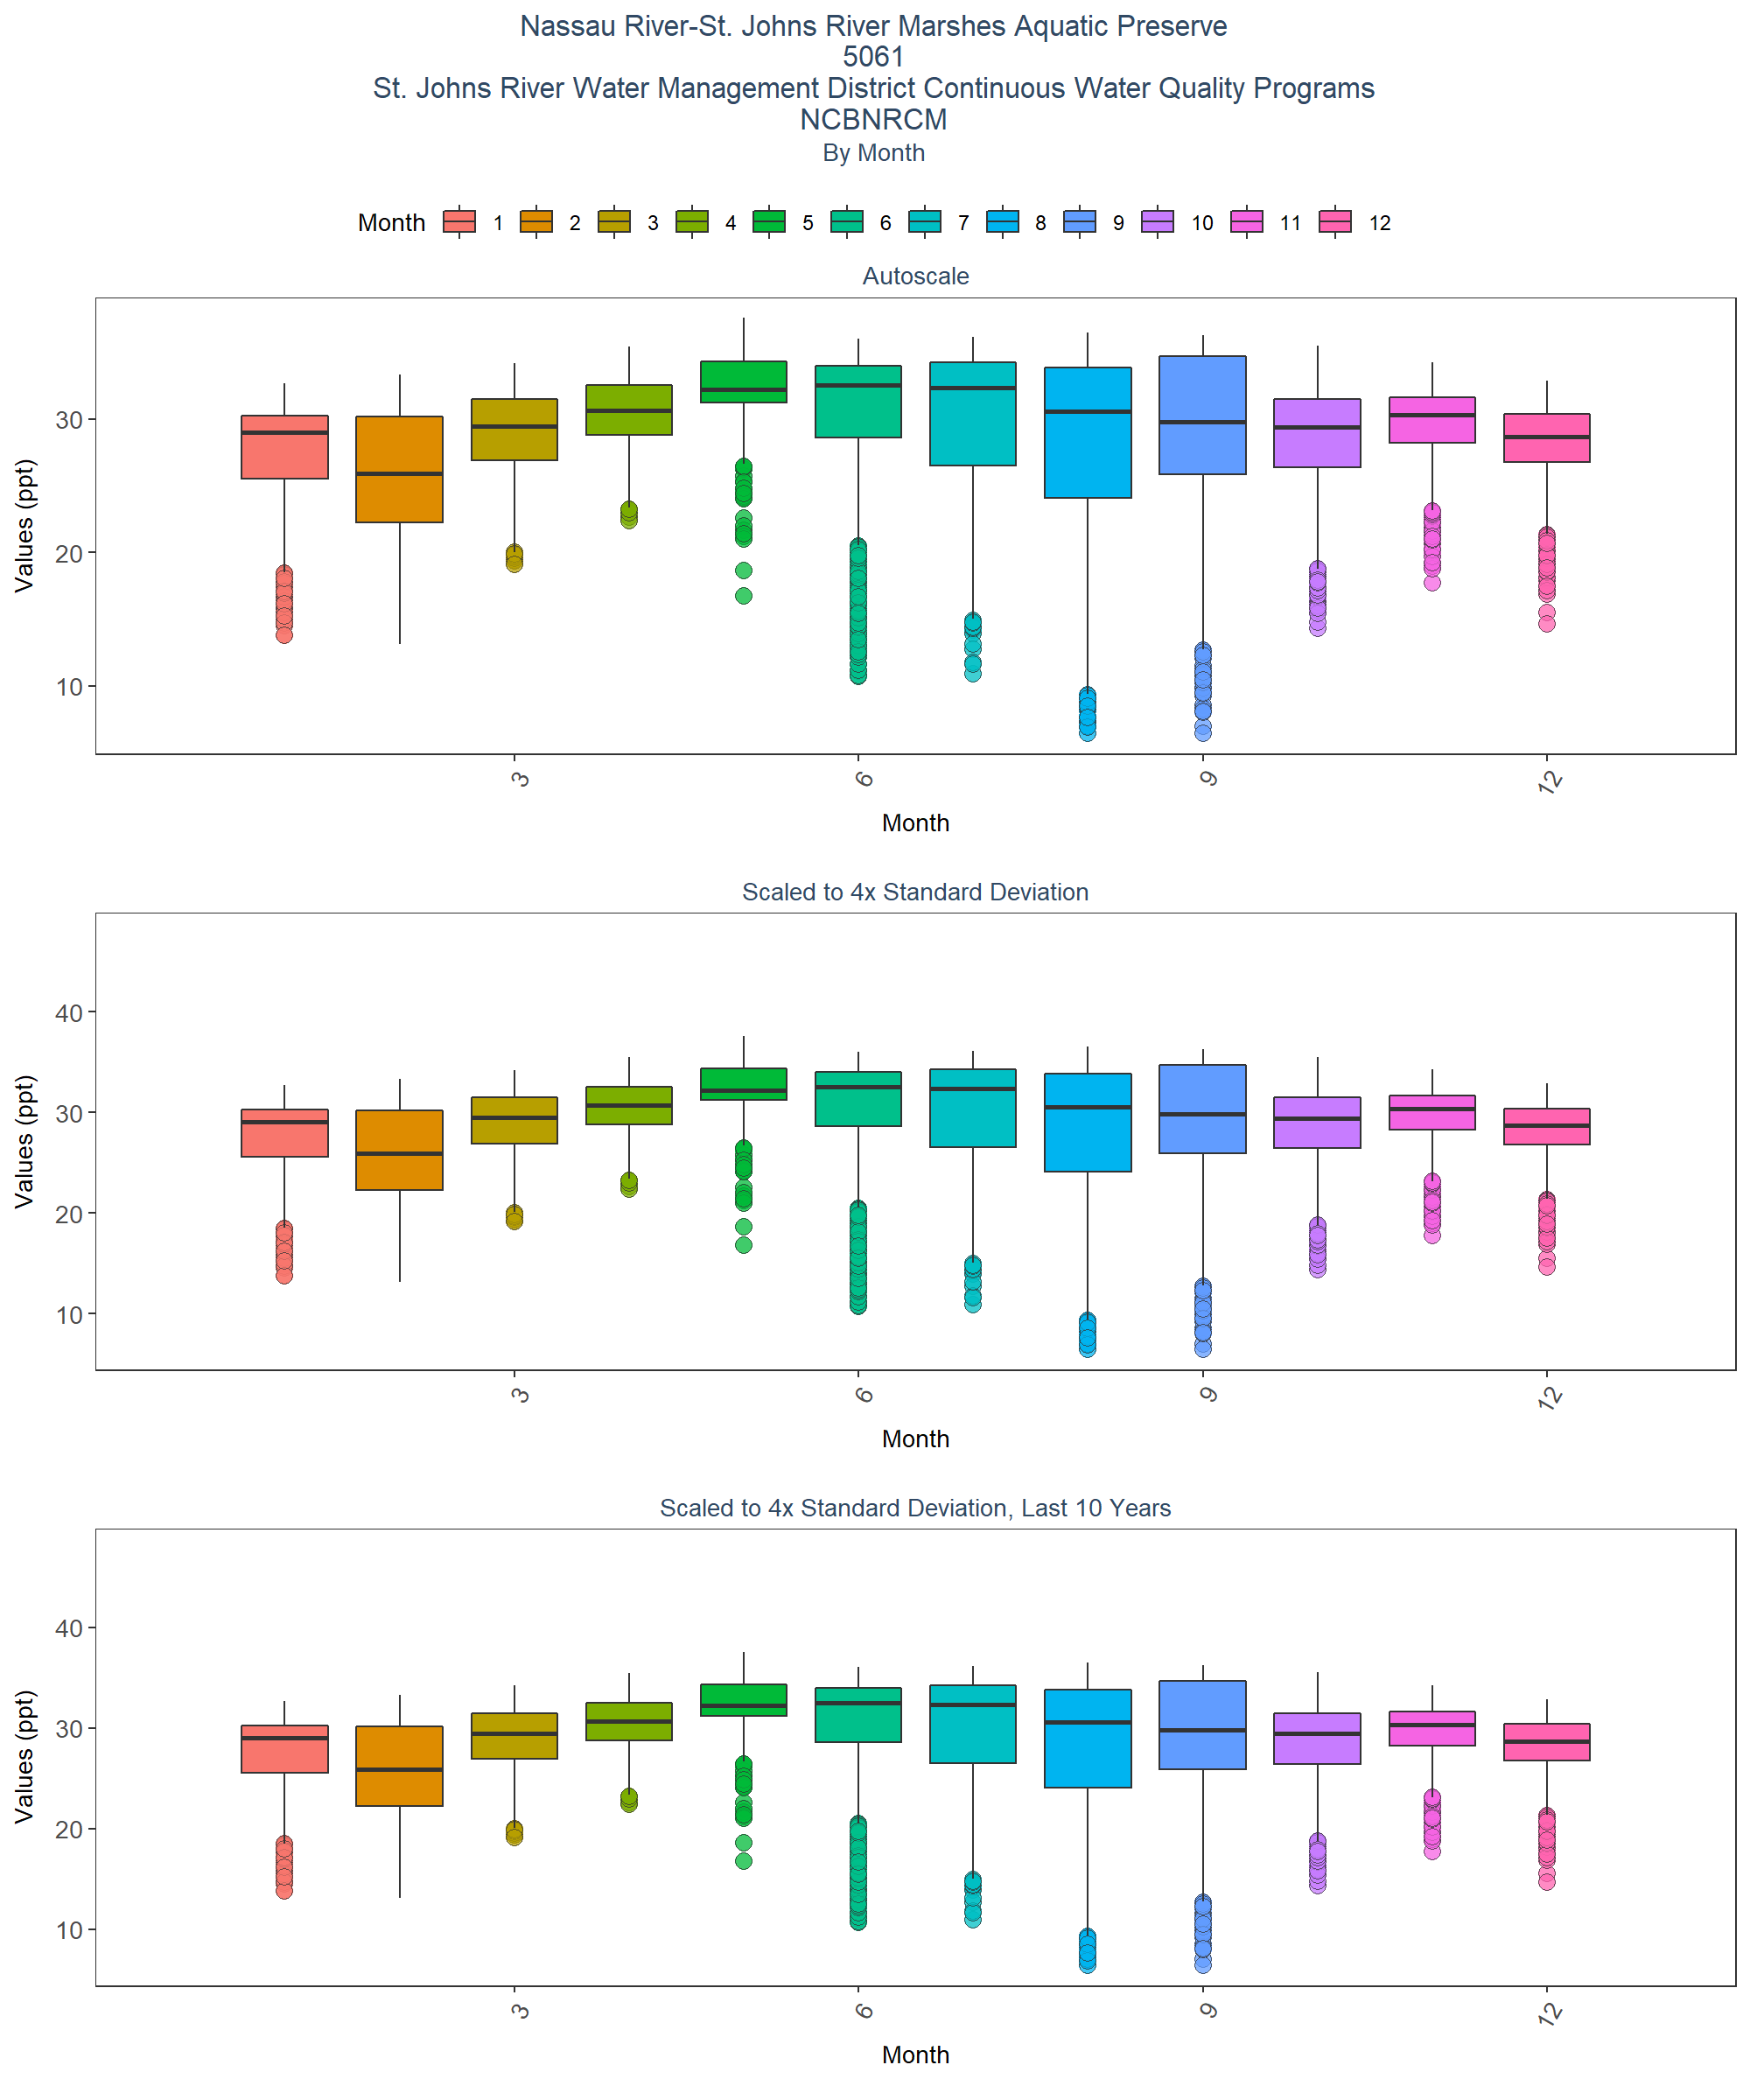 Nassau River-St. Johns River Marshes Aquatic Preserve
5061
St. Johns River Water Management District Continuous Water Quality Programs
NCBNRCM
By Month
Month 1 2 3 4 5 6 7 8 9 10 11 12
Autoscale
Values (ppt)
30
20
10
3 6 9 12
Month
Scaled to 4x Standard Deviation
Values (ppt)
40
30
20
10
3 6 9 12
Month
Scaled to 4x Standard Deviation, Last 10 Years
Values (ppt)
40
30
20
10
3 6 9 12
Month